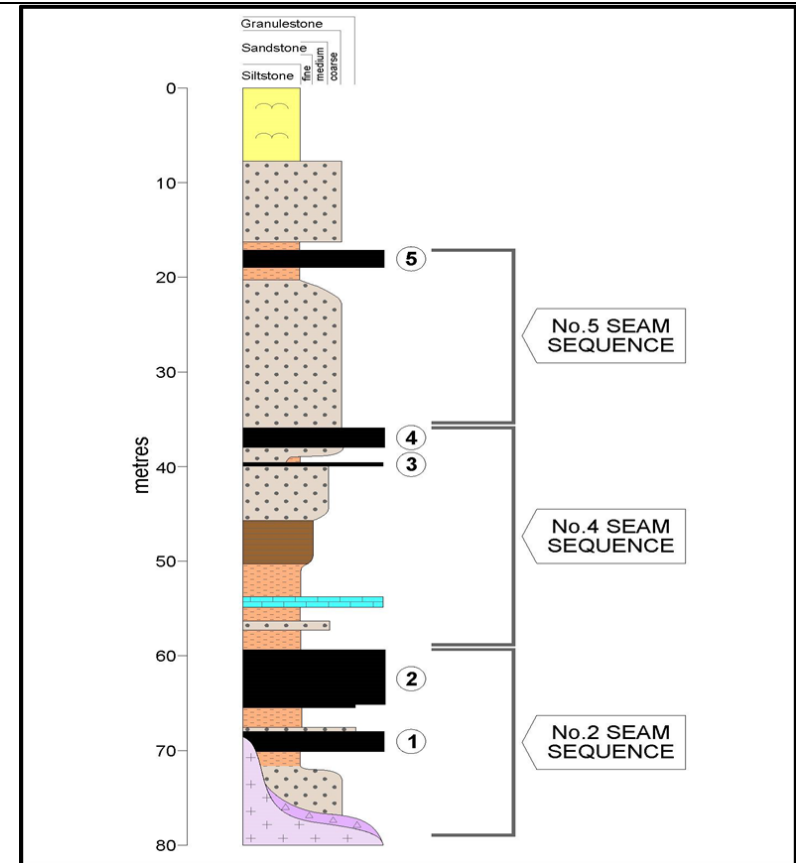 Granulestone
Sandstone
Siltstone
fine
medium
coarse
0
10
20
30
40
50
60
70
80
metres
5
4
3
2
1
No.5 SEAM
SEQUENCE
No.4 SEAM
SEQUENCE
No.2 SEAM
SEQUENCE